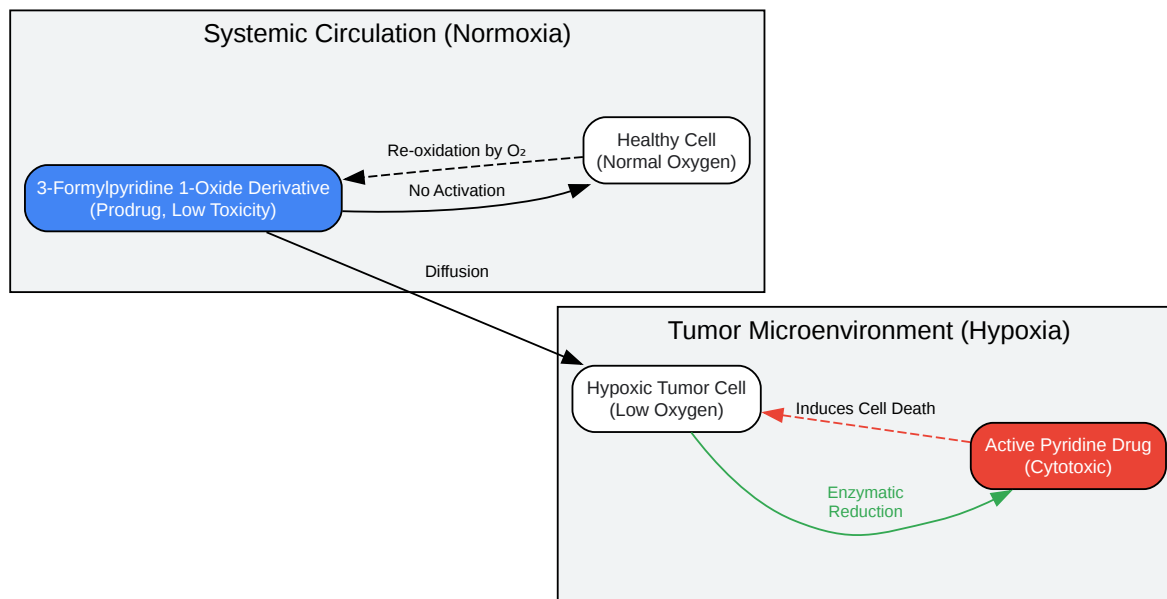 Systemic Circulation (Normoxia)
Healthy Cell
(Normal Oxygen)
Re-oxidation by O₂
3-Formylpyridine 1-Oxide Derivative
(Prodrug, Low Toxicity)
No Activation
Diffusion
Tumor Microenvironment (Hypoxia)
Hypoxic Tumor Cell
(Low Oxygen)
Induces Cell Death
Active Pyridine Drug
(Cytotoxic)
Enzymatic
Reduction